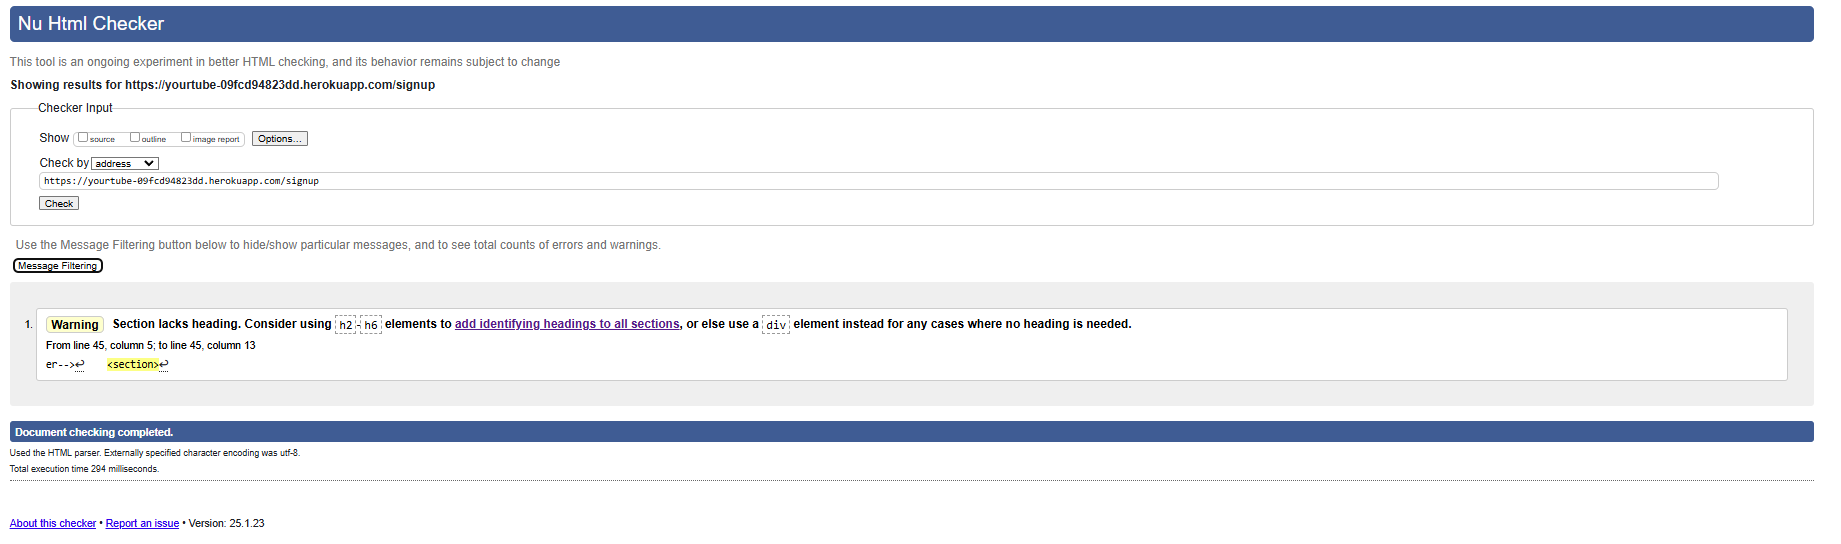 Nu Html Checker
This tool is an ongoing experiment in better HTML checking, and its behavior remains subject to change
Showing results for https://yourtube-09fcd94823dd.herokuapp.com/signup
Checker Input
Show source outline image report Options...
Check by address
https://yourtube-09fcd94823dd.herokuapp.com/signup
Check
Use the Message Filtering button below to hide/show particular messages, and to see total counts of errors and warnings.
Message Filtering
1. Warning Section lacks heading. Consider using h2-h6 elements to add identifying headings to all sections, or else use a div element instead for any cases where no heading is needed.
From line 45, column 5; to line 45, column 13
er-->↩ <section>↩
Document checking completed.
Used the HTML parser. Externally specified character encoding was utf-8.
Total execution time 294 milliseconds.
About this checker • Report an issue • Version: 25.1.23